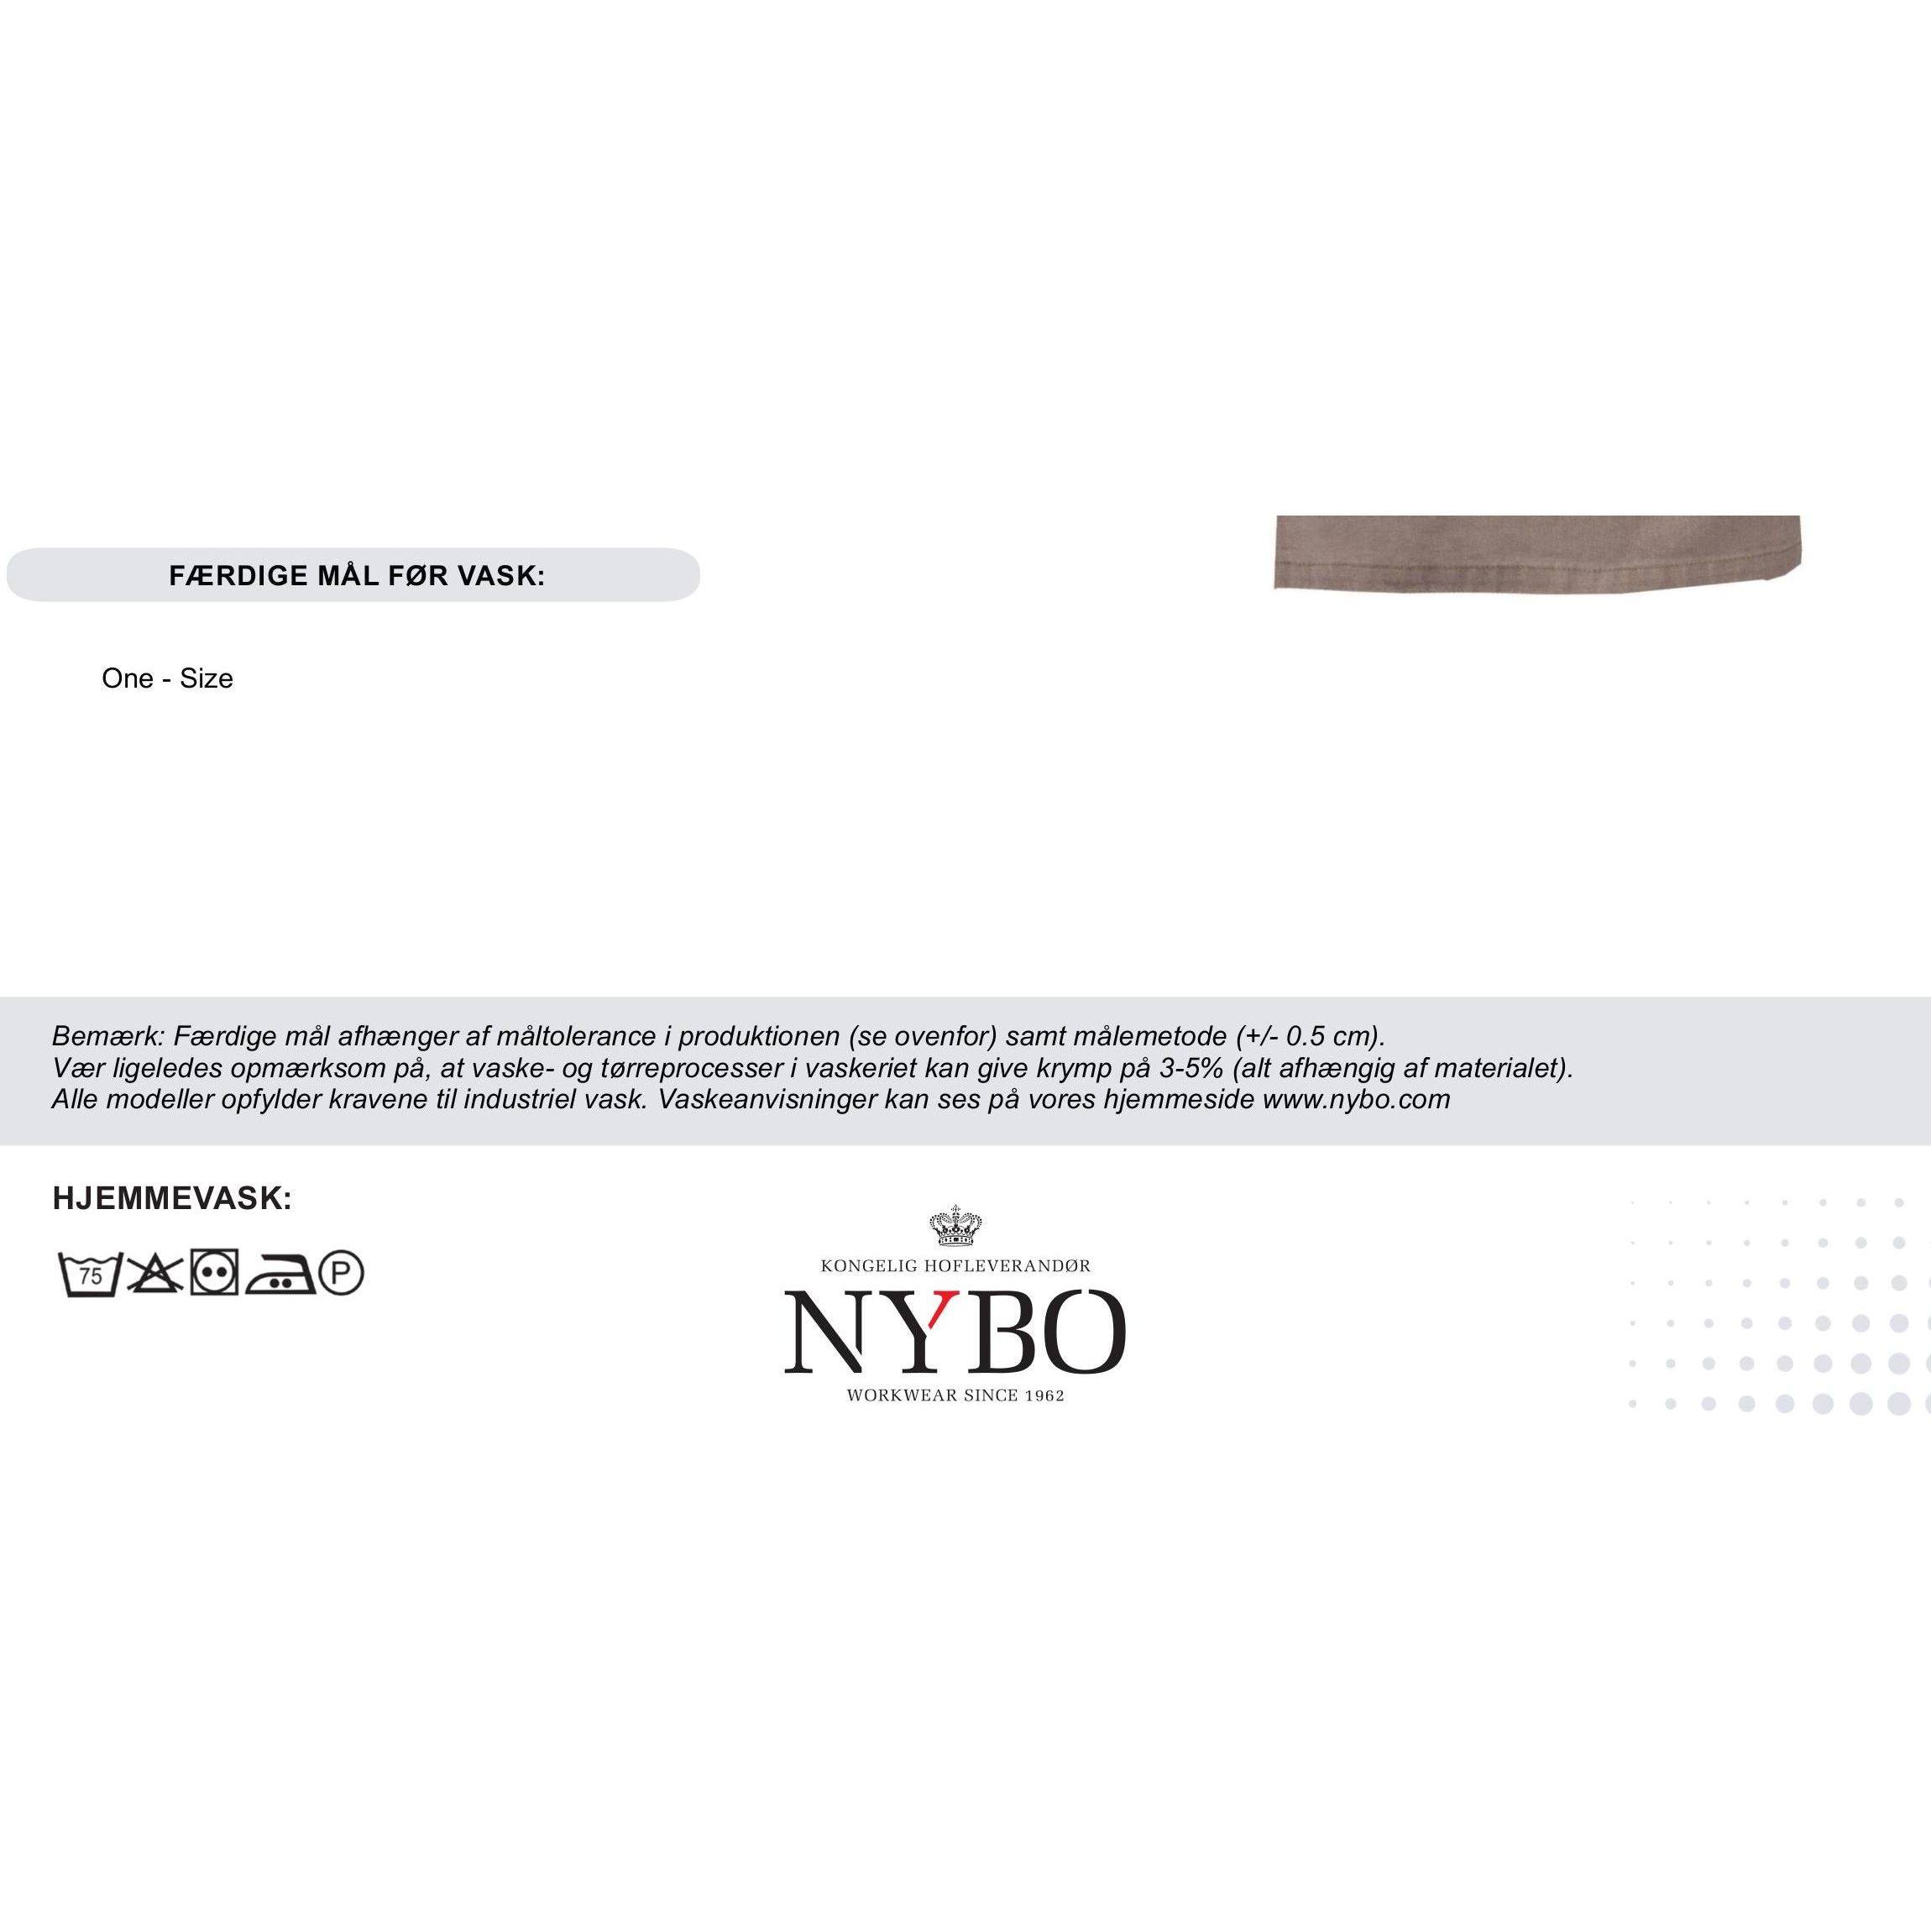 FÆRDIGE MÅL FØR VASK:
One - Size
Bemærk: Færdige mål afhænger af måltolerance i produktionen (se ovenfor) samt målemetode (+/- 0.5 cm).
Vær ligeledes opmærksom på, at vaske- og tørreprocesser i vaskeriet kan give krymp på 3-5% (alt afhængig af materialet).
Alle modeller opfylder kravene til industriel vask. Vaskeanvisninger kan ses på vores hjemmeside www.nybo.com
HJEMMEVASK:
75 P
KONGELIG HOFLEVERANDØR
NYBO
WORKWEAR SINCE 1962